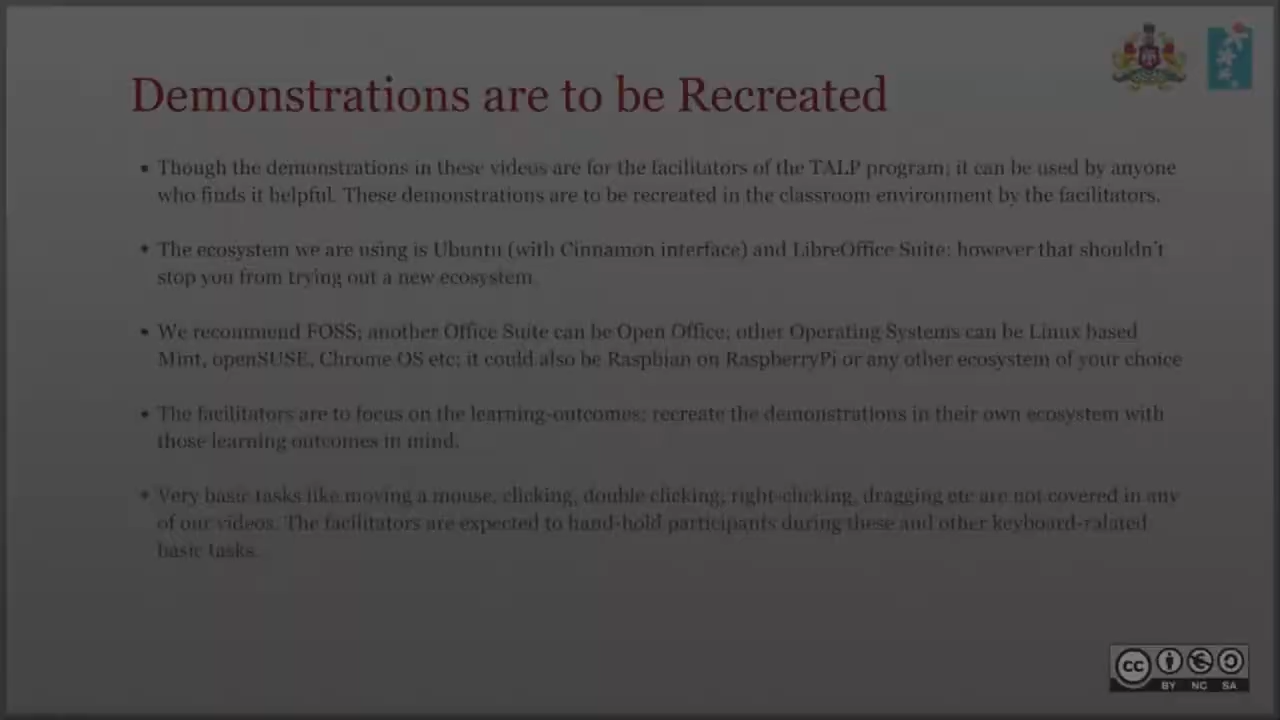 Demonstrations are to be Recreated
• Though the demonstrations in these videos are for the facilitators of the TALP program; it can be used by anyone
who finds it helpful. These demonstrations are to be recreated in the classroom environment by the facilitators.
• The ecosystem we are using is Ubuntu (with Cinnamon interface) and LibreOffice Suite; however that shouldn't
stop you from trying out a new ecosystem.
• We recommend FOSS; another Office Suite can be Open Office; other Operating Systems can be Linux based
Mint, openSUSE, Chrome OS etc; it could also be Raspbian on RaspberryPi or any other ecosystem of your choice
• The facilitators are to focus on the learning-outcomes; recreate the demonstrations in their own ecosystem with
those learning outcomes in mind.
• Very basic tasks like moving a mouse, clicking, double clicking, right-clicking, dragging etc are not covered in any
of our videos. The facilitators are expected to hand-hold participants during these and other keyboard-ralated
basic tasks.
cc
BY NC SA